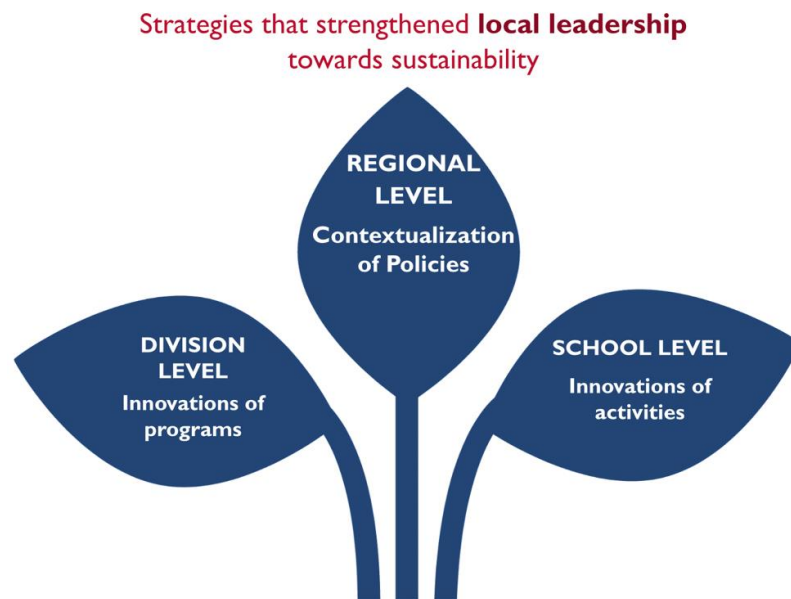 Strategies that strengthened local leadership
towards sustainability
REGIONAL
LEVEL
Contextualization
of Policies
DIVISION
LEVEL
Innovations of
programs
SCHOOL LEVEL
Innovations of
activities